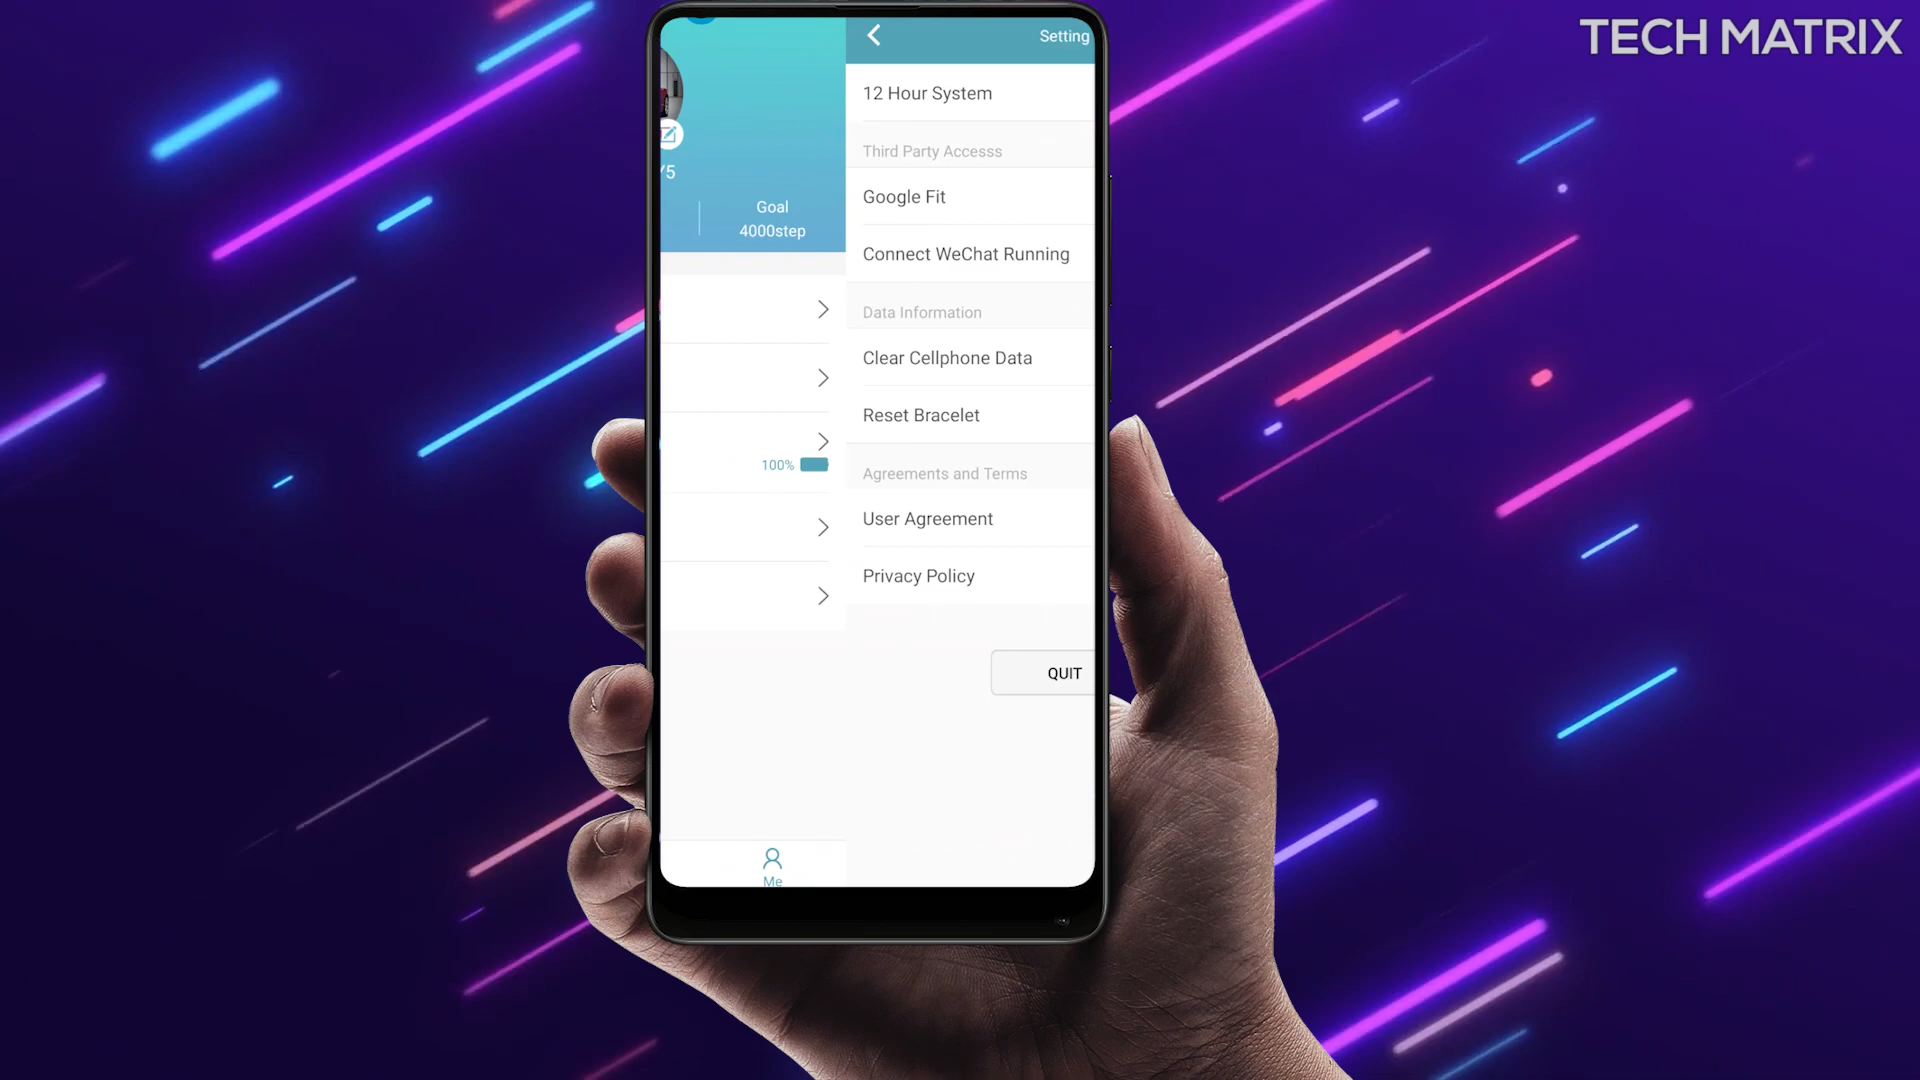 TECH MATRIX
/5
Goal
4000step
100%
Me
Setting
12 Hour System
Third Party Accesss
Google Fit
Connect WeChat Running
Data Information
Clear Cellphone Data
Reset Bracelet
Agreements and Terms
User Agreement
Privacy Policy
QUIT